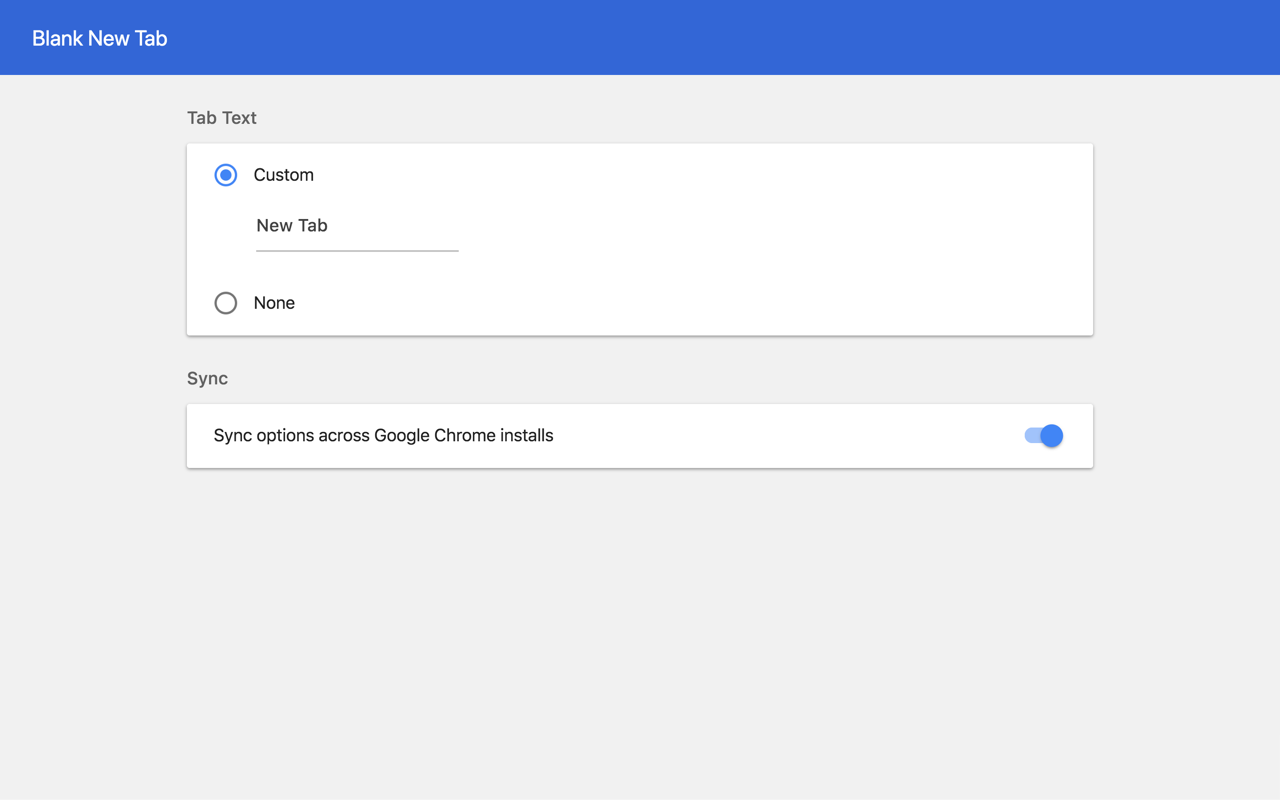 Blank New Tab
Tab Text
Custom
New Tab
None
Sync
Sync options across Google Chrome installs